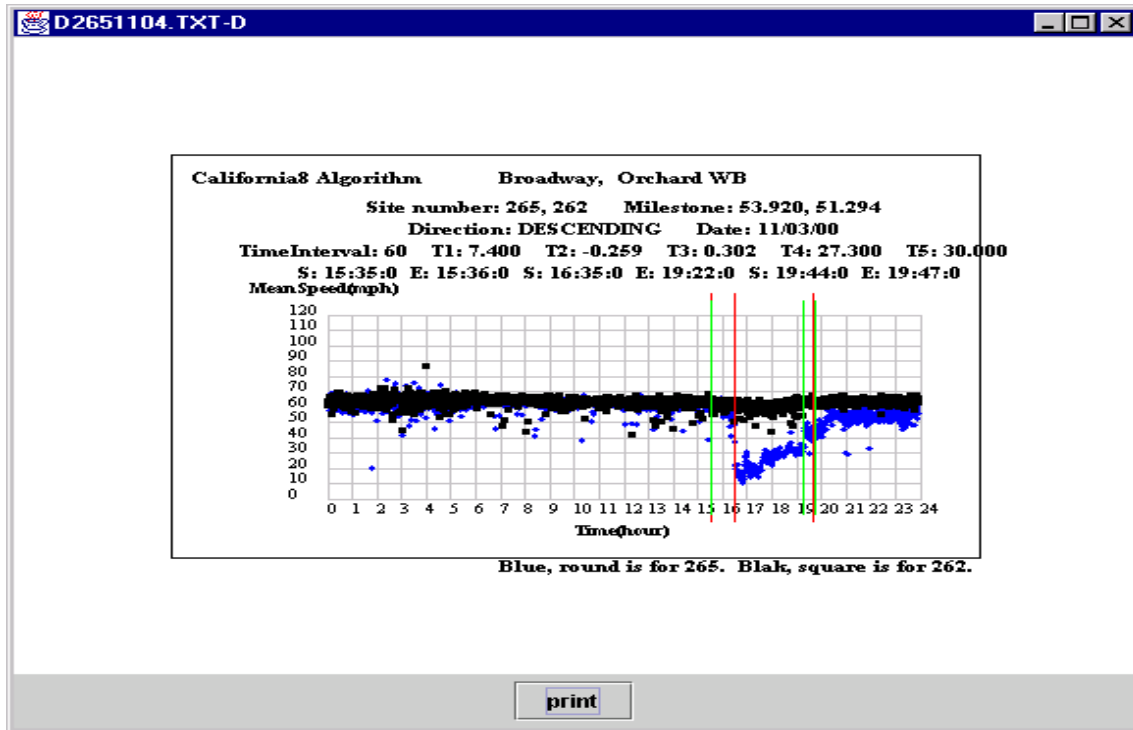 D2651104.TXT-D
California8 Algorithm Broadway, Orchard WB
Site number: 265, 262 Milestone: 53.920, 51.294
Direction: DESCENDING Date: 11/03/00
TimeInterval: 60 T1: 7.400 T2: -0.259 T3: 0.302 T4: 27.300 T5: 30.000
S: 15:35:0 E: 15:36:0 S: 16:35:0 E: 19:22:0 S: 19:44:0 E: 19:47:0
Mean Speed(mph)
120
110
100
90
80
70
60
50
40
30
20
10
0
0 1 2 3 4 5 6 7 8 9 10 11 12 13 14 15 16 17 18 19 20 21 22 23 24
Time(hour)
Blue, round is for 265. Blak, square is for 262.
print